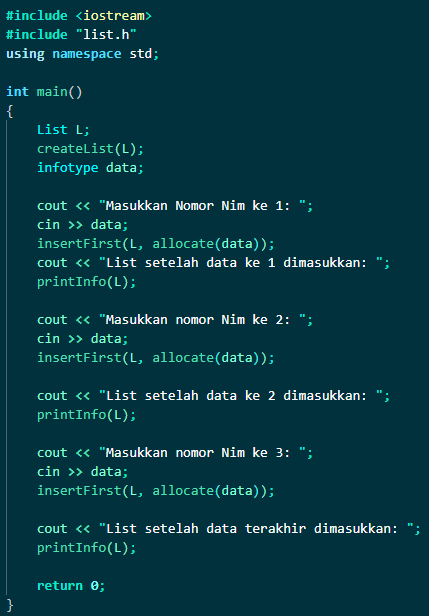 #include <iostream>
#include "list.h"
using namespace std;
int main()
{
List L;
createList(L);
infotype data;
cout << "Masukkan Nomor Nim ke 1: ";
cin >> data;
insertFirst(L, allocate(data));
cout << "List setelah data ke 1 dimasukkan: ";
printInfo(L);
cout << "Masukkan nomor Nim ke 2: ";
cin >> data;
insertFirst(L, allocate(data));
cout << "List setelah data ke 2 dimasukkan: ";
printInfo(L);
cout << "Masukkan nomor Nim ke 3: ";
cin >> data;
insertFirst(L, allocate(data));
cout << "List setelah data terakhir dimasukkan: ";
printInfo(L);
return 0;
}